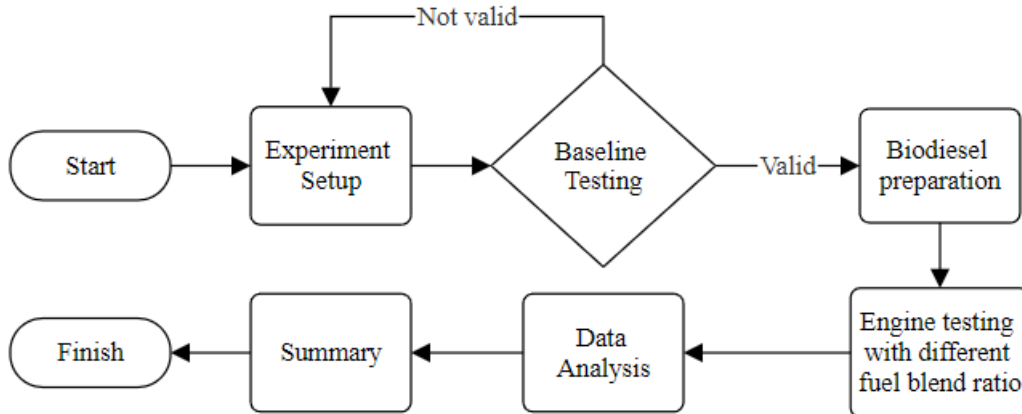 Not valid
Start
Experiment
Setup
Baseline
Testing
Valid
Biodiesel
preparation
Engine testing
with different
fuel blend ratio
Data
Analysis
Summary
Finish